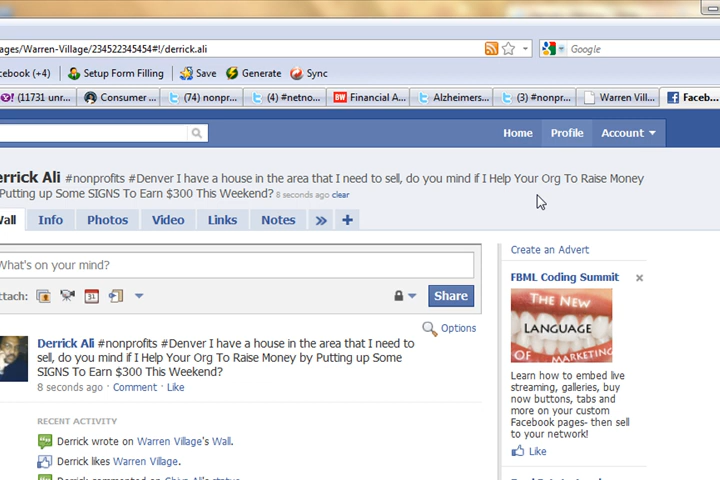 ages/Warren-Village/234522345454#!/derrick.ali
Google
cebook (+4) Setup Form Filling Save Generate Sync
(11731 unr... Consumer ... (74) nonpr... (4) #netno... BW Financial A... Alzheimers... (3) #nonpr... Warren Vill... Faceb...
Home Profile Account
errick Ali #nonprofits #Denver I have a house in the area that I need to sell, do you mind if I Help Your Org To Raise Money
Putting up Some SIGNS To Earn $300 This Weekend? 8 seconds ago clear
Wall Info Photos Video Links Notes » +
What's on your mind?
ttach: 31 Share
Options
Derrick Ali #nonprofits #Denver I have a house in the area that I need to
sell, do you mind if I Help Your Org To Raise Money by Putting up Some
SIGNS To Earn $300 This Weekend?
8 seconds ago · Comment · Like
RECENT ACTIVITY
Derrick wrote on Warren Village's Wall.
Derrick likes Warren Village.
Derrick commented on
Create an Advert
FBML Coding Summit
THE NEW
LANGUAGE
OF MARKETING
Learn how to embed live
streaming, galleries, buy
now buttons, tabs and
more on your custom
Facebook pages- then sell
to your network!
Like